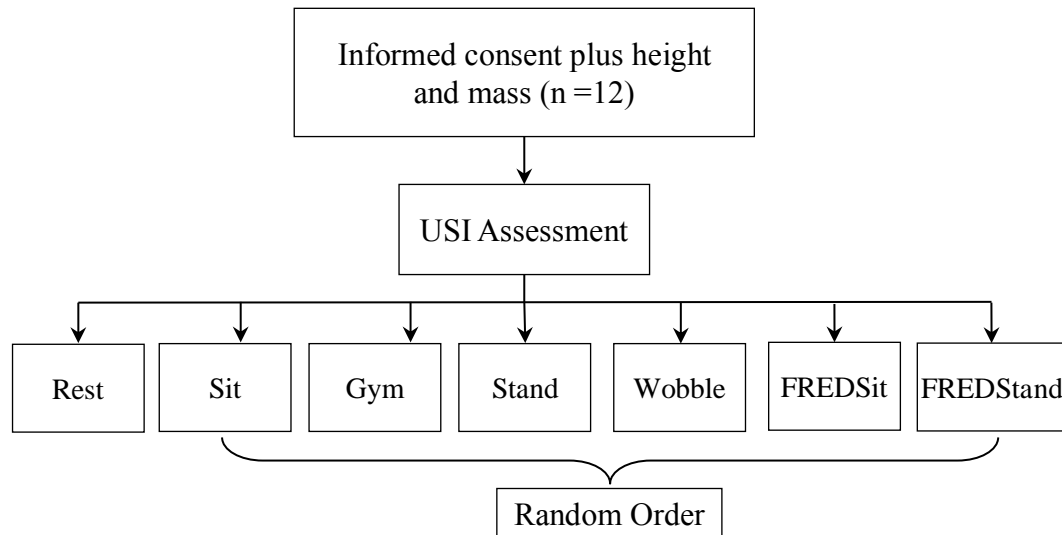 Informed consent plus height
and mass (n =12)
USI Assessment
Rest
Sit
Gym
Stand
Wobble
FREDSit
FREDStand
Random Order